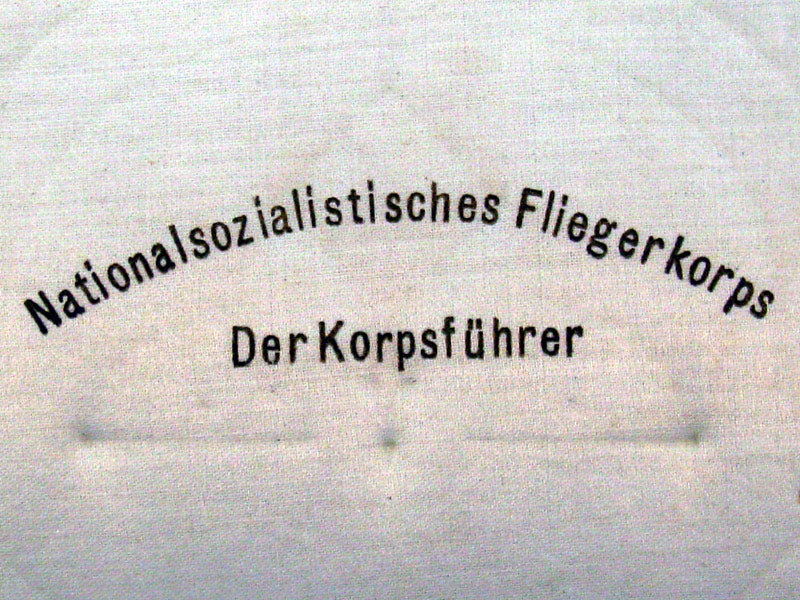 Nationalsozialistisches Fliegerkorps
Der Korpsführer